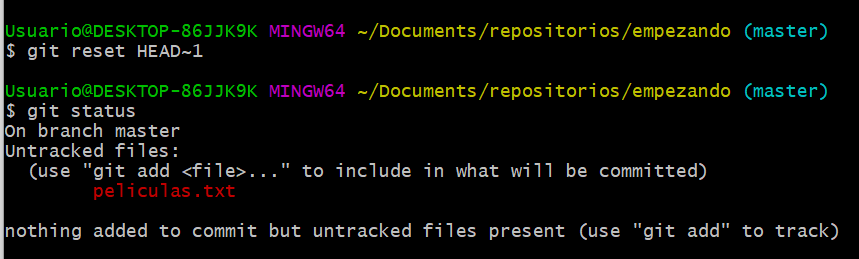 Usuario@DESKTOP-86JJK9K MINGW64 ~/Documents/repositorios/empezando (master)
$ git reset HEAD~1
Usuario@DESKTOP-86JJK9K MINGW64 ~/Documents/repositorios/empezando (master)
$ git status
On branch master
Untracked files:
  (use "git add <file>..." to include in what will be committed)
        peliculas.txt
nothing added to commit but untracked files present (use "git add" to track)